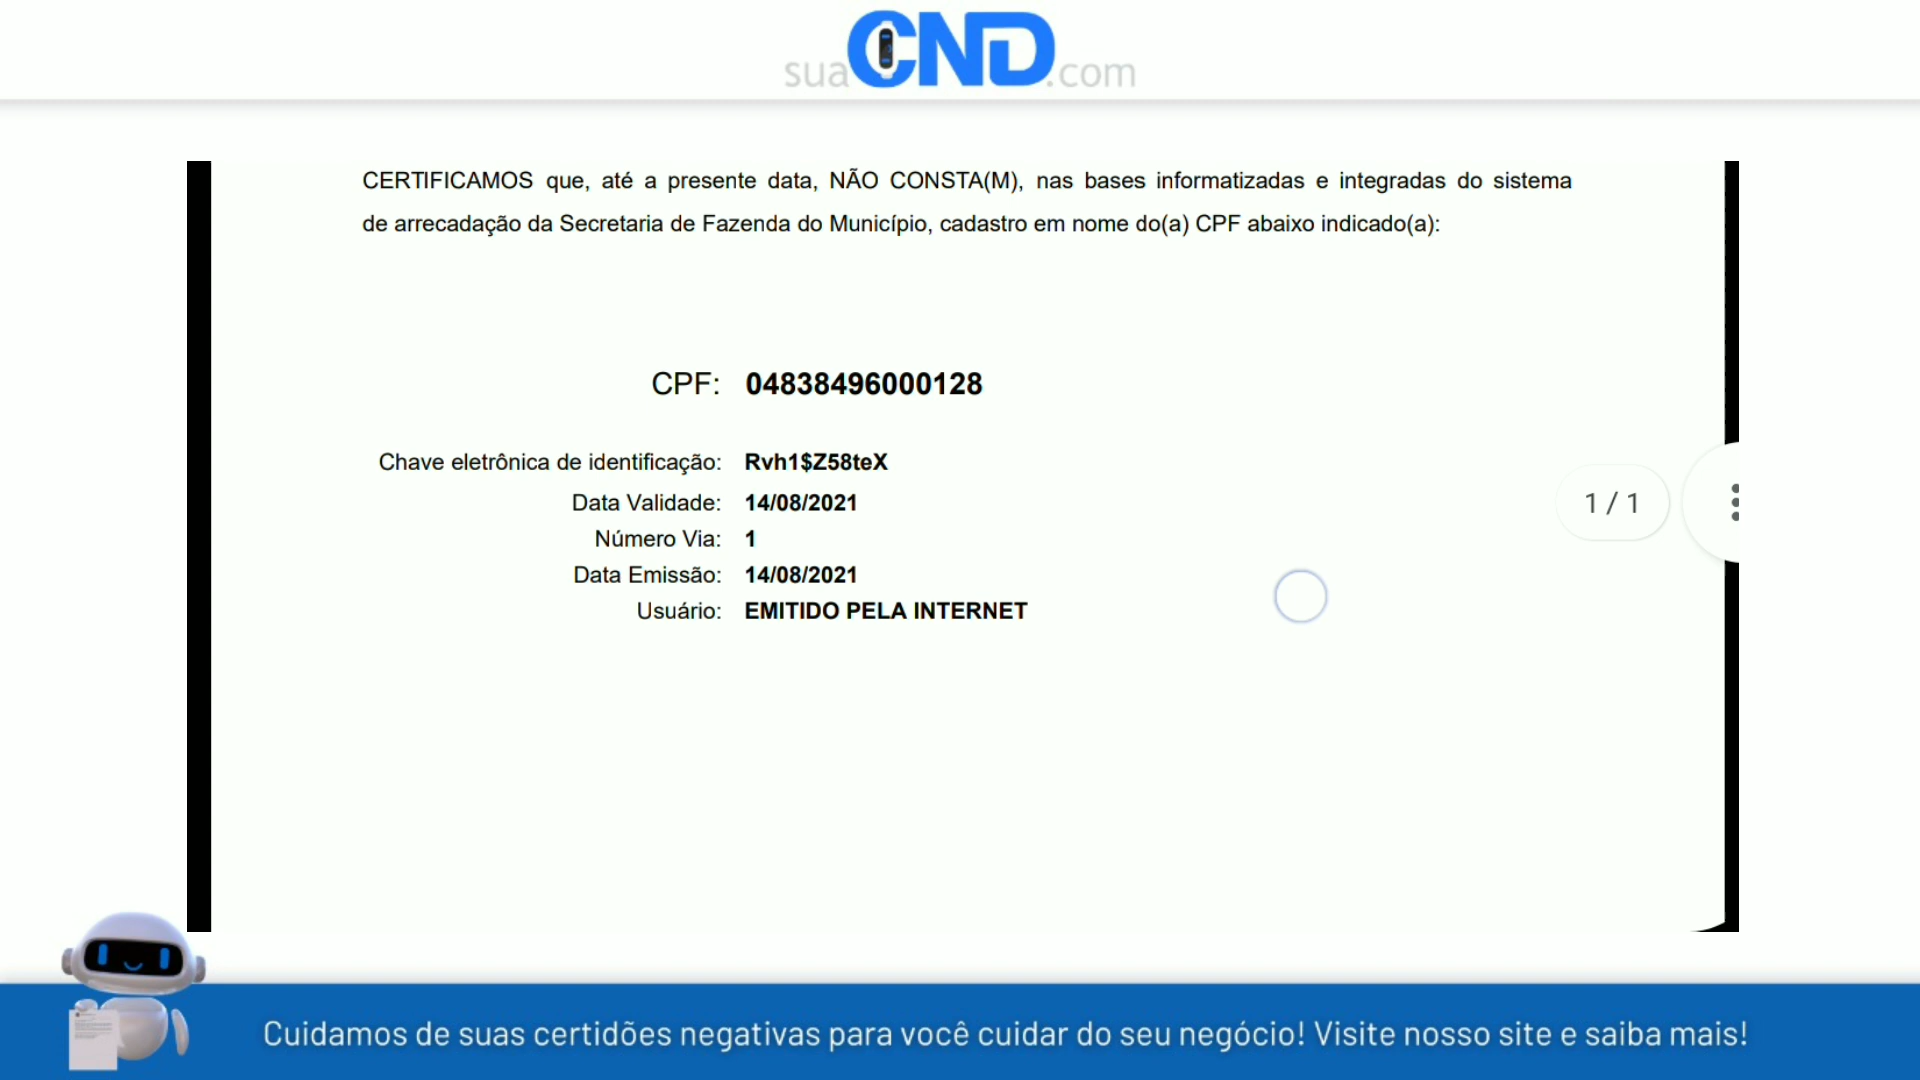 suaCND.com
CERTIFICAMOS que, até a presente data, NÃO CONSTA(M), nas bases informatizadas e integradas do sistema
de arrecadação da Secretaria de Fazenda do Município, cadastro em nome do(a) CPF abaixo indicado(a):
CPF: 04838496000128
Chave eletrônica de identificação: Rvh1$Z58teX
Data Validade: 14/08/2021
Número Via: 1
Data Emissão: 14/08/2021
Usuário: EMITIDO PELA INTERNET
1 / 1
Cuidamos de suas certidões negativas para você cuidar do seu negócio! Visite nosso site e saiba mais!